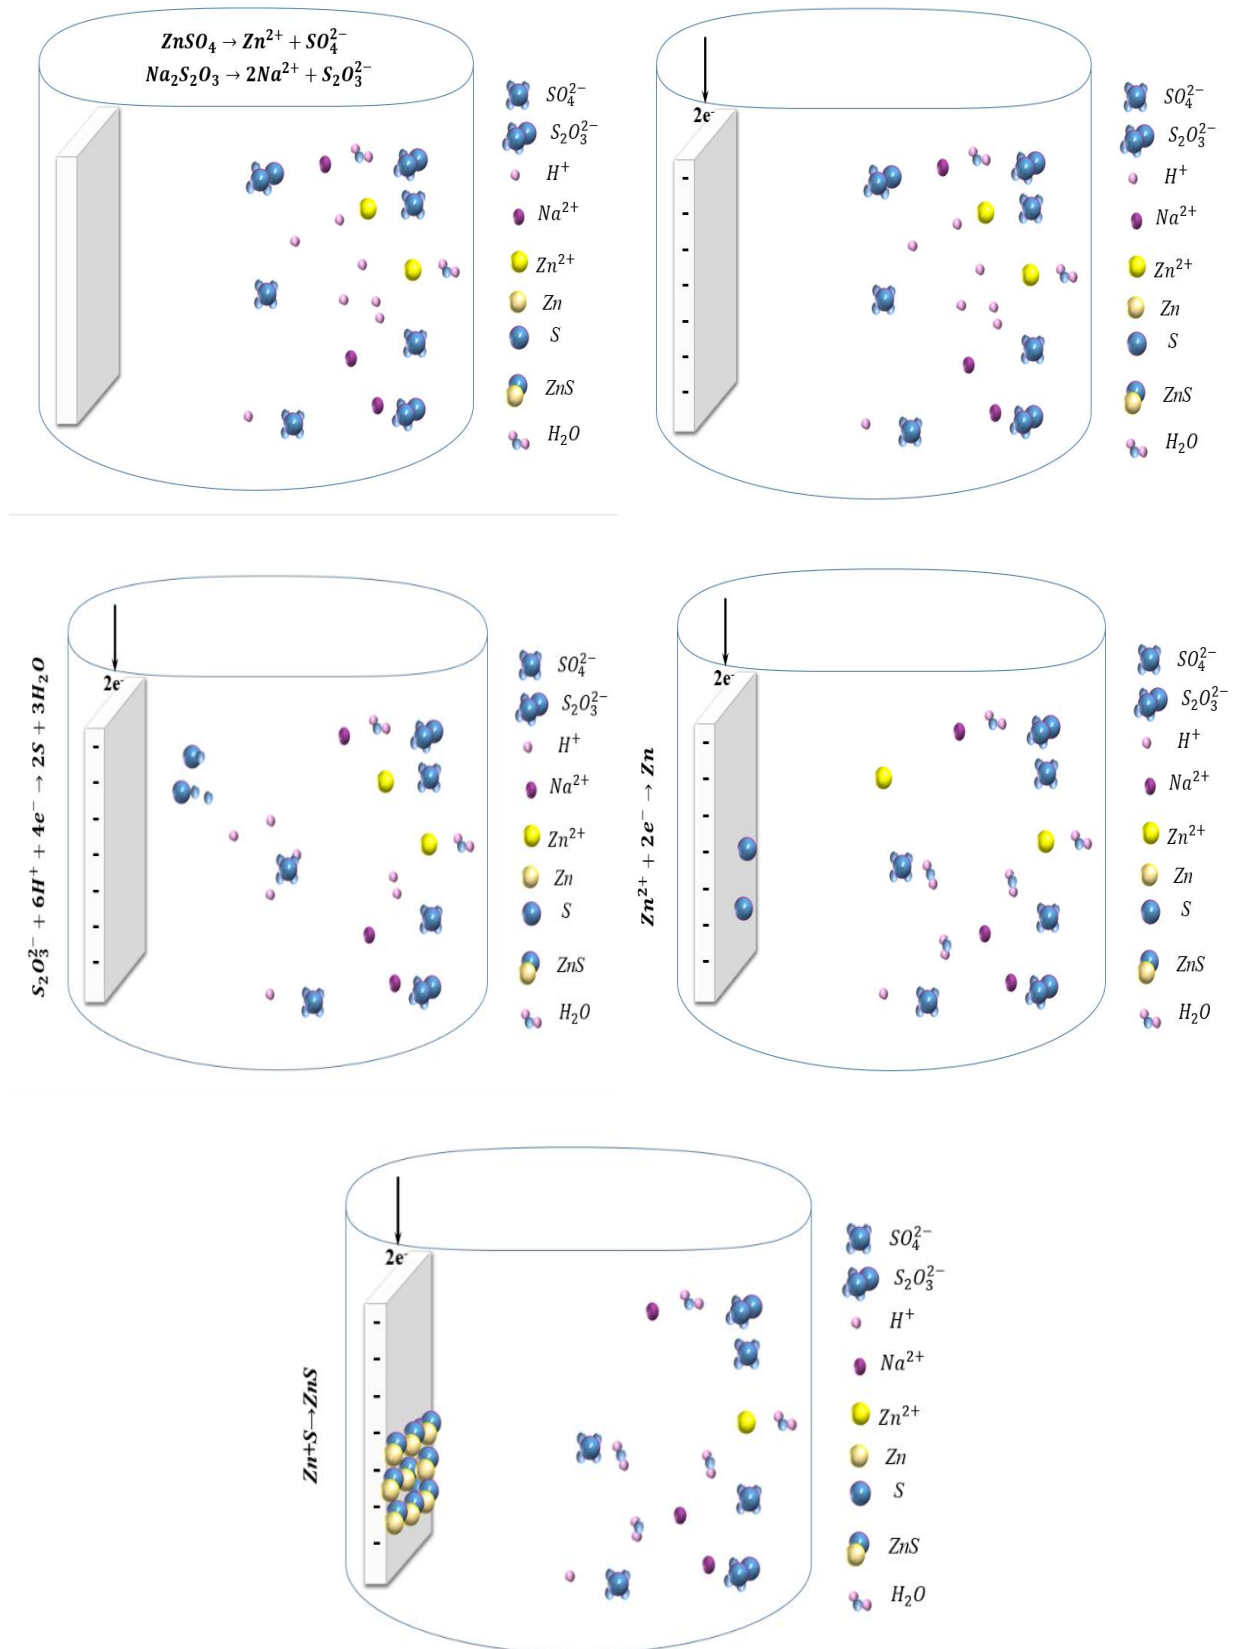 ZnSO₄ → Zn²⁺ + SO₄²⁻
Na₂S₂O₃ → 2Na²⁺ + S₂O₃²⁻
SO₄²⁻
S₂O₃²⁻
H⁺
Na²⁺
Zn²⁺
Zn
S
ZnS
H₂O
2e⁻
-
-
-
-
-
-
-
SO₄²⁻
S₂O₃²⁻
H⁺
Na²⁺
Zn²⁺
Zn
S
ZnS
H₂O
S₂O₃²⁻ + 6H⁺ + 4e⁻ → 2S + 3H₂O
2e⁻
-
-
-
-
-
-
-
SO₄²⁻
S₂O₃²⁻
H⁺
Na²⁺
Zn²⁺
Zn
S
ZnS
H₂O
Zn²⁺ + 2e⁻ → Zn
2e⁻
-
-
-
-
-
-
-
SO₄²⁻
S₂O₃²⁻
H⁺
Na²⁺
Zn²⁺
Zn
S
ZnS
H₂O
Zn+S→ZnS
2e⁻
-
-
-
-
-
-
-
SO₄²⁻
S₂O₃²⁻
H⁺
Na²⁺
Zn²⁺
Zn
S
ZnS
H₂O